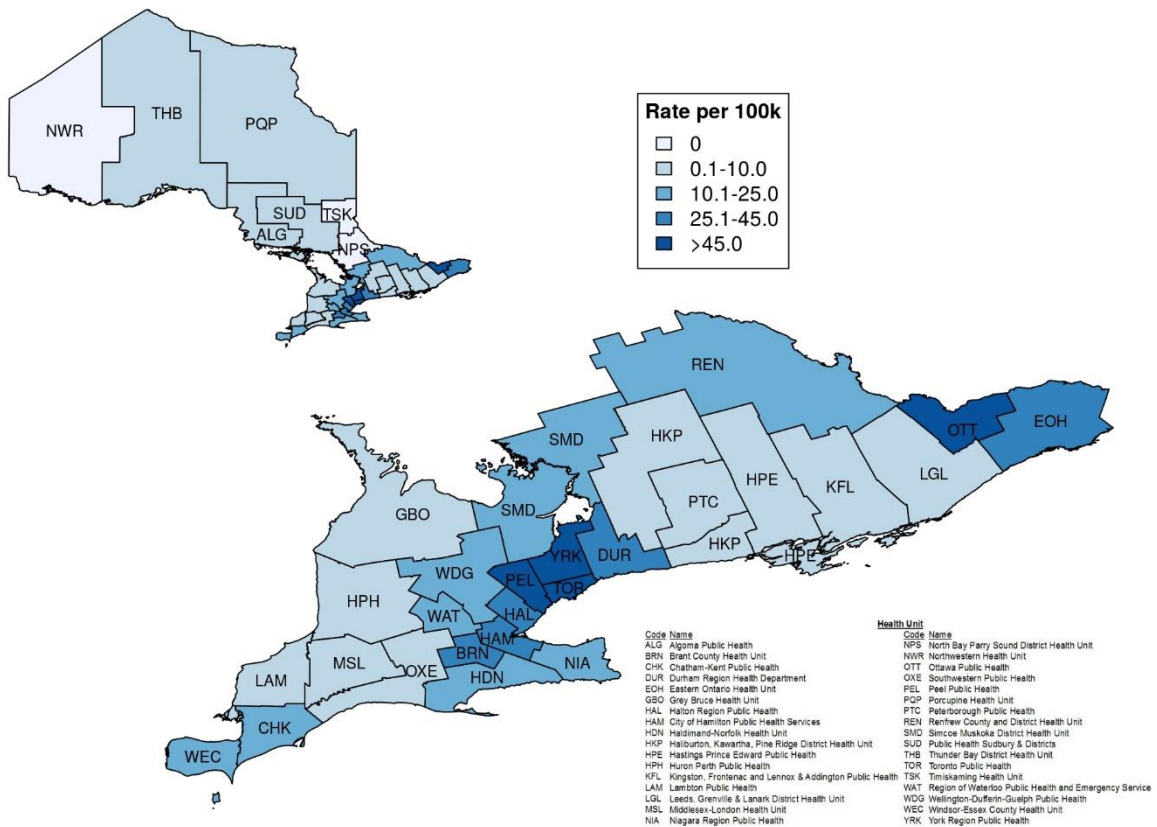 NWR
THB
PQP
SUD
TSK
ALG
NPS
Rate per 100k
0
0.1-10.0
10.1-25.0
25.1-45.0
>45.0
REN
OTT
EOH
SMD
HKP
HPE
LGL
KFL
PTC
SMD
GBO
HKP
HPE
YRK
DUR
WDG
PEL
TOR
HPH
WAT
HAL
HAM
BRN
MSL
OXE
NIA
HDN
LAM
CHK
WEC
Health Unit
Code Name
ALG Algoma Public Health
BRN Brant County Health Unit
CHK Chatham-Kent Public Health
DUR Durham Region Health Department
EOH Eastern Ontario Health Unit
GBO Grey Bruce Health Unit
HAL Halton Region Public Health
HAM City of Hamilton Public Health Services
HDN Haldimand-Norfolk Health Unit
HKP Haliburton, Kawartha, Pine Ridge District Health Unit
HPE Hastings Prince Edward Public Health
HPH Huron Perth Public Health
KFL Kingston, Frontenac and Lennox & Addington Public Health
LAM Lambton Public Health
LGL Leeds, Grenville & Lanark District Health Unit
MSL Middlesex-London Health Unit
NIA Niagara Region Public Health
Code Name
NPS North Bay Parry Sound District Health Unit
NWR Northwestern Health Unit
OTT Ottawa Public Health
OXE Southwestern Public Health
PEL Peel Public Health
PQP Porcupine Health Unit
PTC Peterborough Public Health
REN Renfrew County and District Health Unit
SMD Simcoe Muskoka District Health Unit
SUD Public Health Sudbury & Districts
THB Thunder Bay District Health Unit
TOR Toronto Public Health
TSK Timiskaming Health Unit
WAT Region of Waterloo Public Health and Emergency Service
WDG Wellington-Dufferin-Guelph Public Health
WEC Windsor-Essex County Health Unit
YRK York Region Public Health